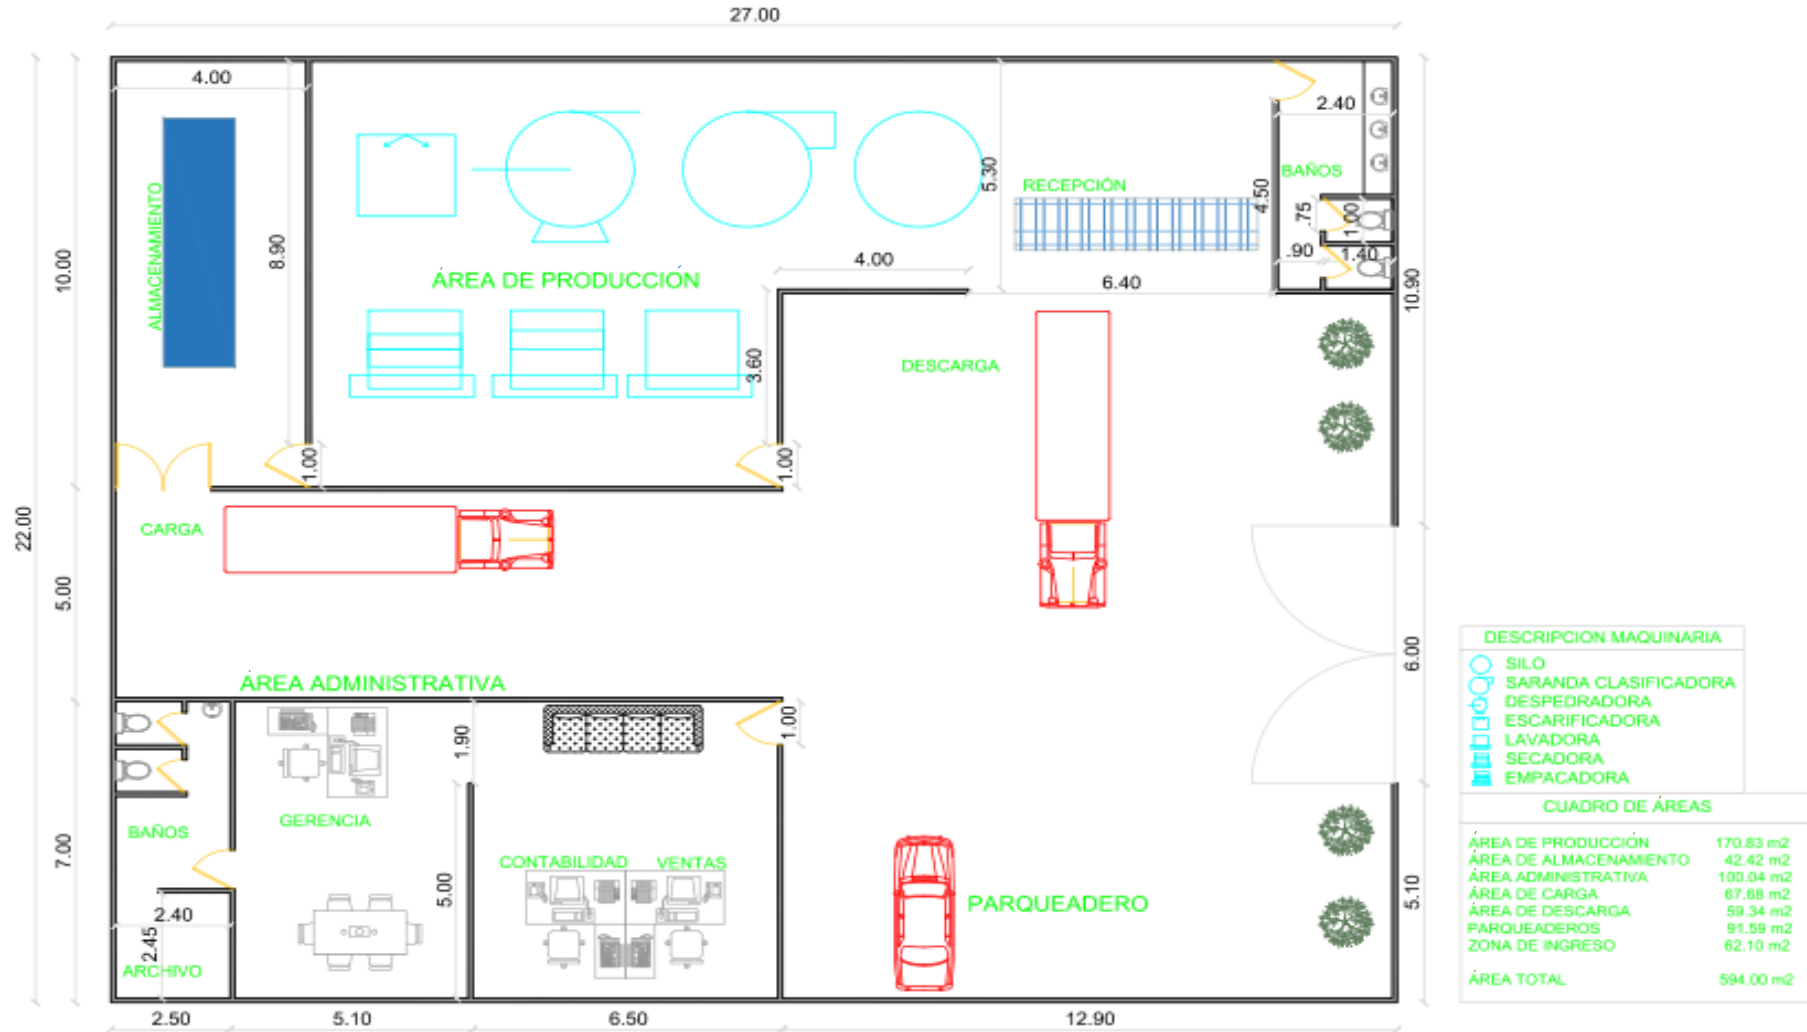 27.00
4.00
2.40
ALMACENAMIENTO
8.90
5.30
4.50
BAÑOS
RECEPCIÓN
.75
1.00
.90
1.40
10.00
ÁREA DE PRODUCCIÓN
4.00
6.40
10.90
3.60
DESCARGA
1.00
1.00
22.00
CARGA
5.00
6.00
ÁREA ADMINISTRATIVA
1.90
1.00
BAÑOS
GERENCIA
7.00
CONTABILIDAD VENTAS
5.00
PARQUEADERO
5.10
2.40
2.45
ARCHIVO
2.50
5.10
6.50
12.90
DESCRIPCION MAQUINARIA
SILO
SARANDA CLASIFICADORA
DESPEDRADORA
ESCARIFICADORA
LAVADORA
SECADORA
EMPACADORA
CUADRO DE ÁREAS
ÁREA DE PRODUCCIÓN 170.83 m2
ÁREA DE ALMACENAMIENTO 42.42 m2
ÁREA ADMINISTRATIVA 100.04 m2
ÁREA DE CARGA 67.68 m2
ÁREA DE DESCARGA 59.34 m2
PARQUEADEROS 91.59 m2
ZONA DE INGRESO 62.10 m2
ÁREA TOTAL 594.00 m2